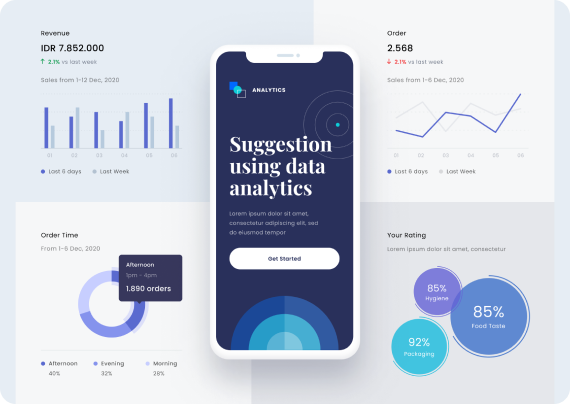 Revenue
IDR 7.852.000
2.1% vs last week
Sales from 1-12 Dec, 2020
01 02 03 04 05 06
Last 6 days Last Week
Order
2.568
2.1% vs last week
Sales from 1-6 Dec, 2020
01 02 03 04 05 06
Last 6 days Last Week
ANALYTICS
Suggestion
using data
analytics
Lorem ipsum dolor sit amet,
consectetur adipiscing elit, sed
do eiusmod tempor
Get Started
Order Time
From 1-6 Dec, 2020
Afternoon
1pm - 4pm
1.890 orders
Afternoon Evening Morning
40% 32% 28%
Your Rating
Lorem ipsum dolor sit amet, consectetur
85%
Hygiene
85%
Food Taste
92%
Packaging